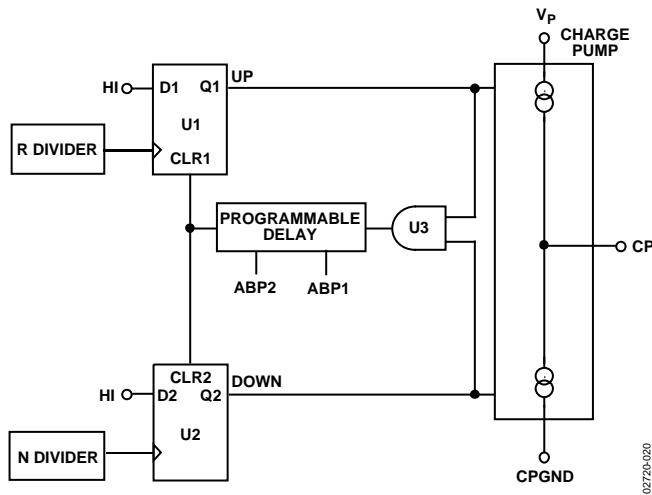 VP
CHARGE
PUMP
HI
D1
Q1
UP
U1
R DIVIDER
CLR1
PROGRAMMABLE
DELAY
U3
CP
ABP2
ABP1
CLR2
DOWN
HI
D2
Q2
U2
N DIVIDER
CPGND
02720-020